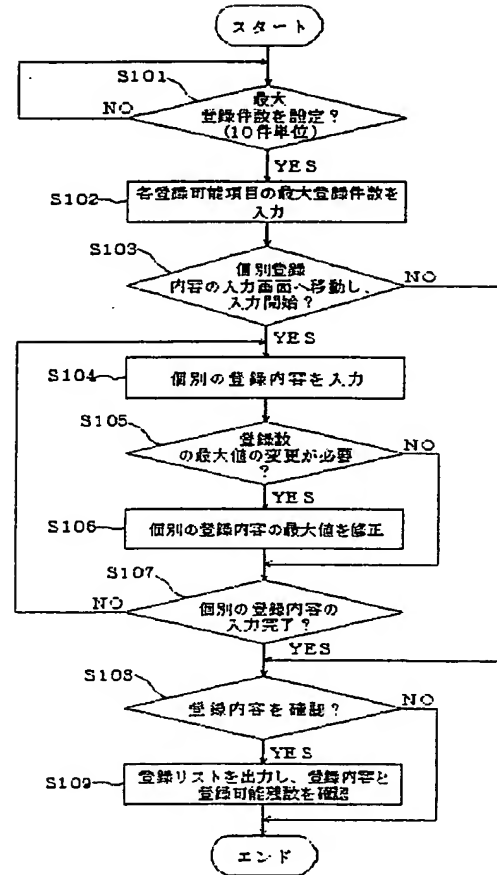 スタート
S101
最大
登録件数を設定?
(10件単位)
NO
YES
S102
各登録可能項目の最大登録件数を
入力
S103
個別登録
内容の入力画面へ移動し、
入力開始?
NO
YES
S104
個別の登録内容を入力
S105
登録数
の最大値の変更が必要
?
NO
YES
S106
個別の登録内容の最大値を修正
S107
個別の登録内容の
入力完了?
NO
YES
S108
登録内容を確認?
NO
YES
S109
登録リストを出力し、登録内容と
登録可能残数を確認
エンド